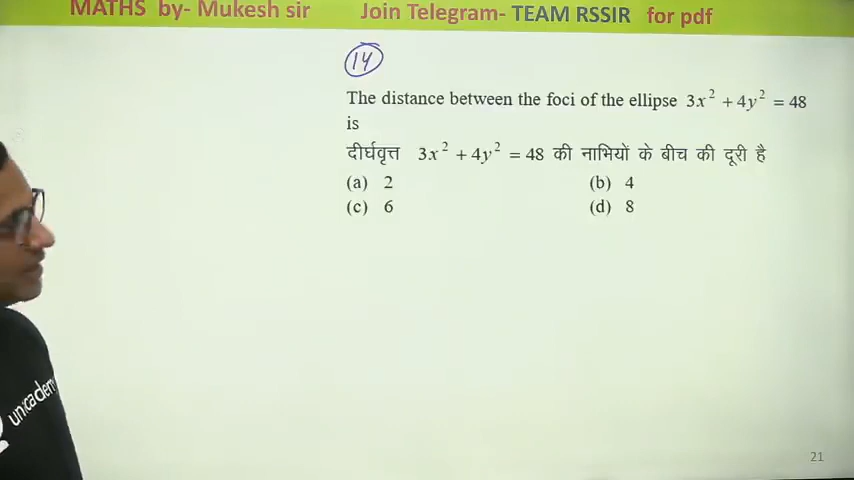 MATHS by- Mukesh sir Join Telegram- TEAM RSSIR for pdf
14
The distance between the foci of the ellipse 3x² + 4y² = 48
is
दीर्घवृत्त 3x² + 4y² = 48 की नाभियों के बीच की दूरी है
(a) 2 (b) 4
(c) 6 (d) 8
unacademy
21